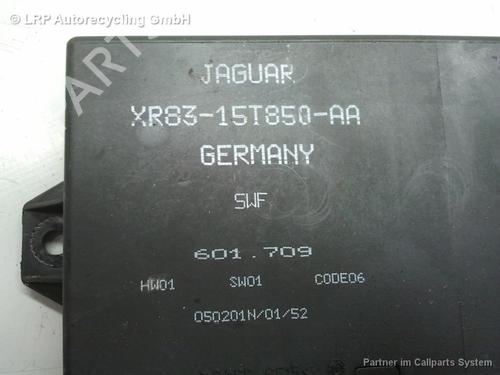 © LRP Autorecycling GmbH
JAGUAR
XR83-15T850-AA
GERMANY
SWF
601.709
HW01 SW01 CODE06
050201N/01/52
Partner im Callparts System